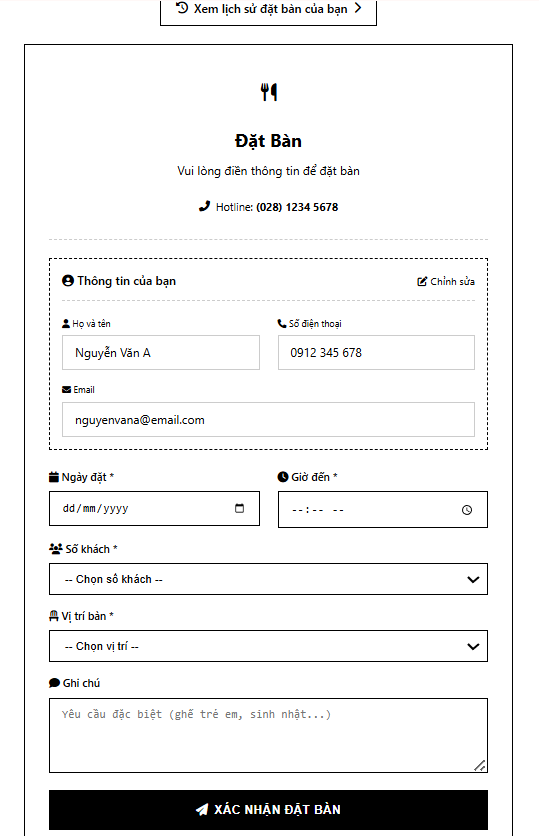 Xem lịch sử đặt bàn của bạn
Đặt Bàn
Vui lòng điền thông tin để đặt bàn
Hotline: (028) 1234 5678
Thông tin của bạn
Chỉnh sửa
Họ và tên
Số điện thoại
Nguyễn Văn A
0912 345 678
Email
nguyenvana@email.com
Ngày đặt *
Giờ đến *
dd/mm/yyyy
--:-- --
Số khách *
-- Chọn số khách --
Vị trí bàn *
-- Chọn vị trí --
Ghi chú
Yêu cầu đặc biệt (ghế trẻ em, sinh nhật...)
XÁC NHẬN ĐẶT BÀN